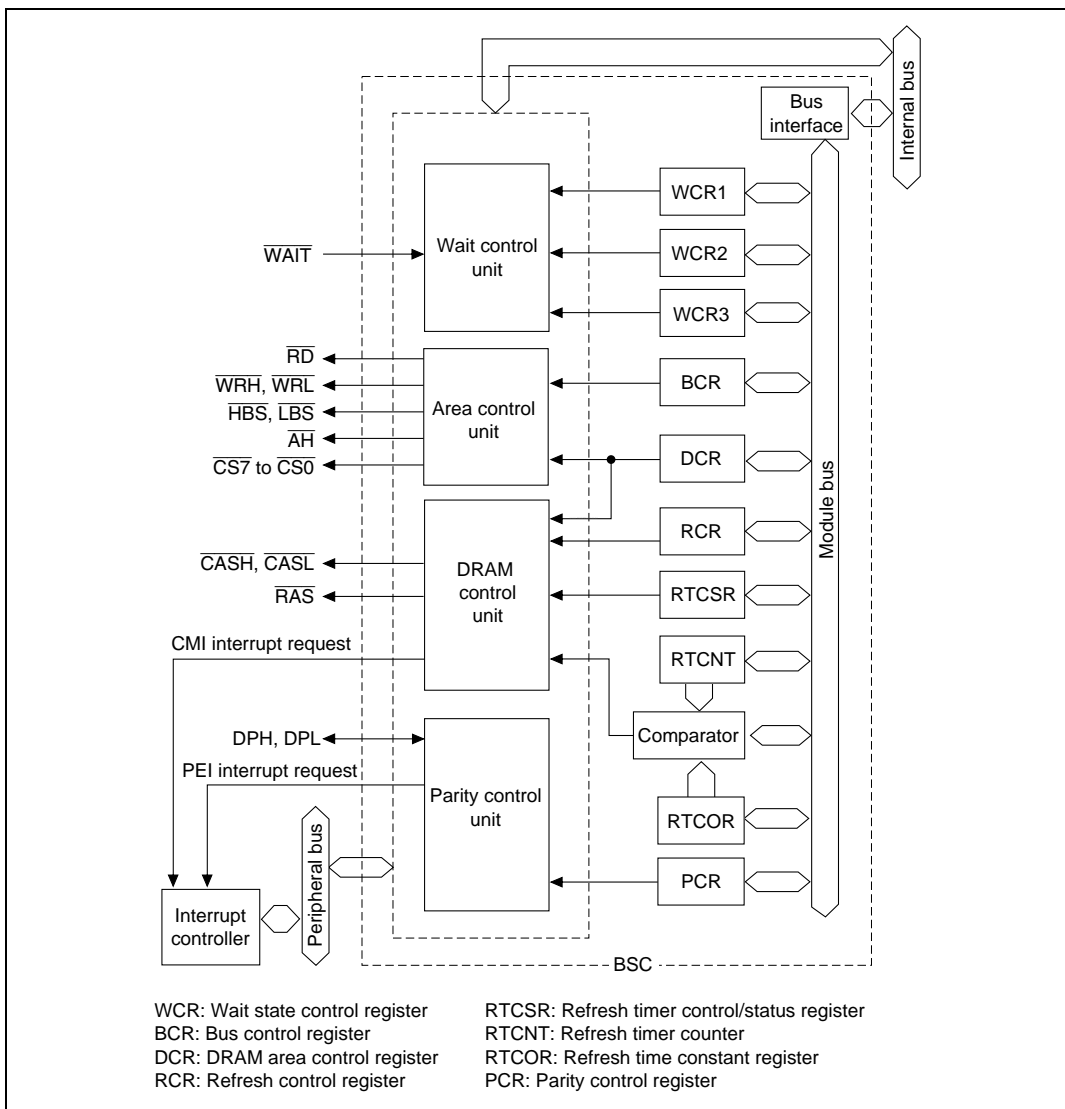 Internal bus
Bus
interface
WCR1
Wait control
unit
WCR2
WAIT
WCR3
RD
WRH, WRL
HBS, LBS
AH
CS7 to CS0
Area control
unit
BCR
DCR
Module bus
RCR
CASH, CASL
RAS
DRAM
control
unit
RTCSR
CMI interrupt request
RTCNT
Comparator
DPH, DPL
PEI interrupt request
Parity control
unit
RTCOR
PCR
Peripheral bus
Interrupt
controller
BSC
WCR: Wait state control register
BCR: Bus control register
DCR: DRAM area control register
RCR: Refresh control register
RTCSR: Refresh timer control/status register
RTCNT: Refresh timer counter
RTCOR: Refresh time constant register
PCR: Parity control register